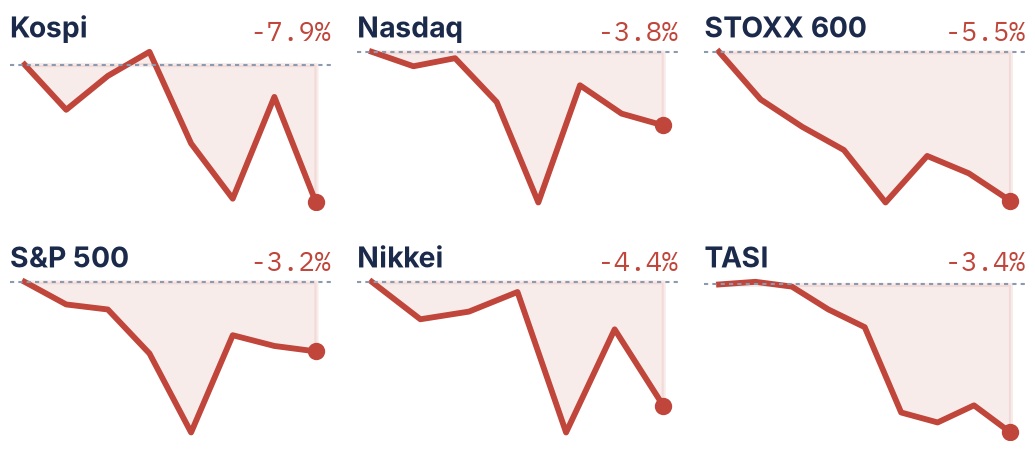 Kospi -7.9%
Nasdaq -3.8%
STOXX 600 -5.5%
S&P 500 -3.2%
Nikkei -4.4%
TASI -3.4%